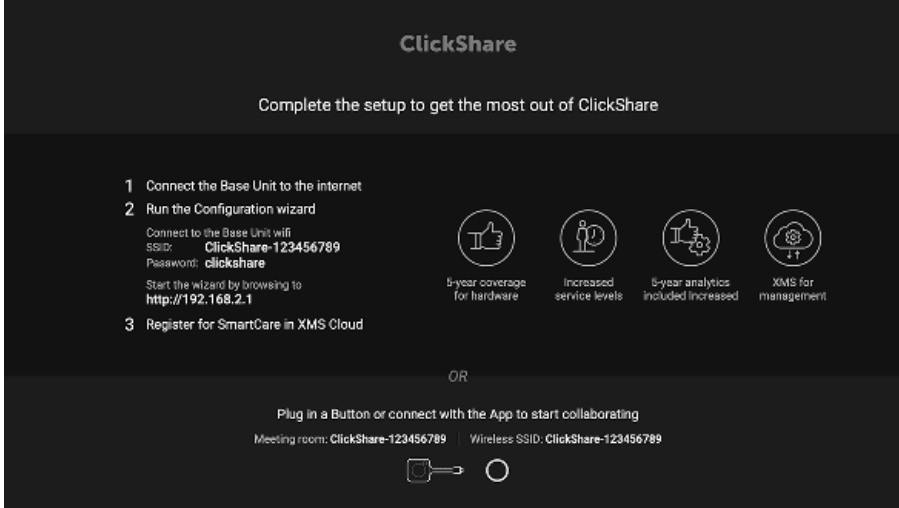 ClickShare
Complete the setup to get the most out of ClickShare
1 Connect the Base Unit to the internet
2 Run the Configuration wizard
Connect to the Base Unit wifi
SSID: ClickShare-123456789
Password: clickshare
Start the wizard by browsing to
http://192.168.2.1
3 Register for SmartCare in XMS Cloud
5-year coverage
for hardware
Increased
service levels
5-year analytics
included Increased
XMS for
management
OR
Plug in a Button or connect with the App to start collaborating
Meeting room: ClickShare-123456789 | Wireless SSID: ClickShare-123456789